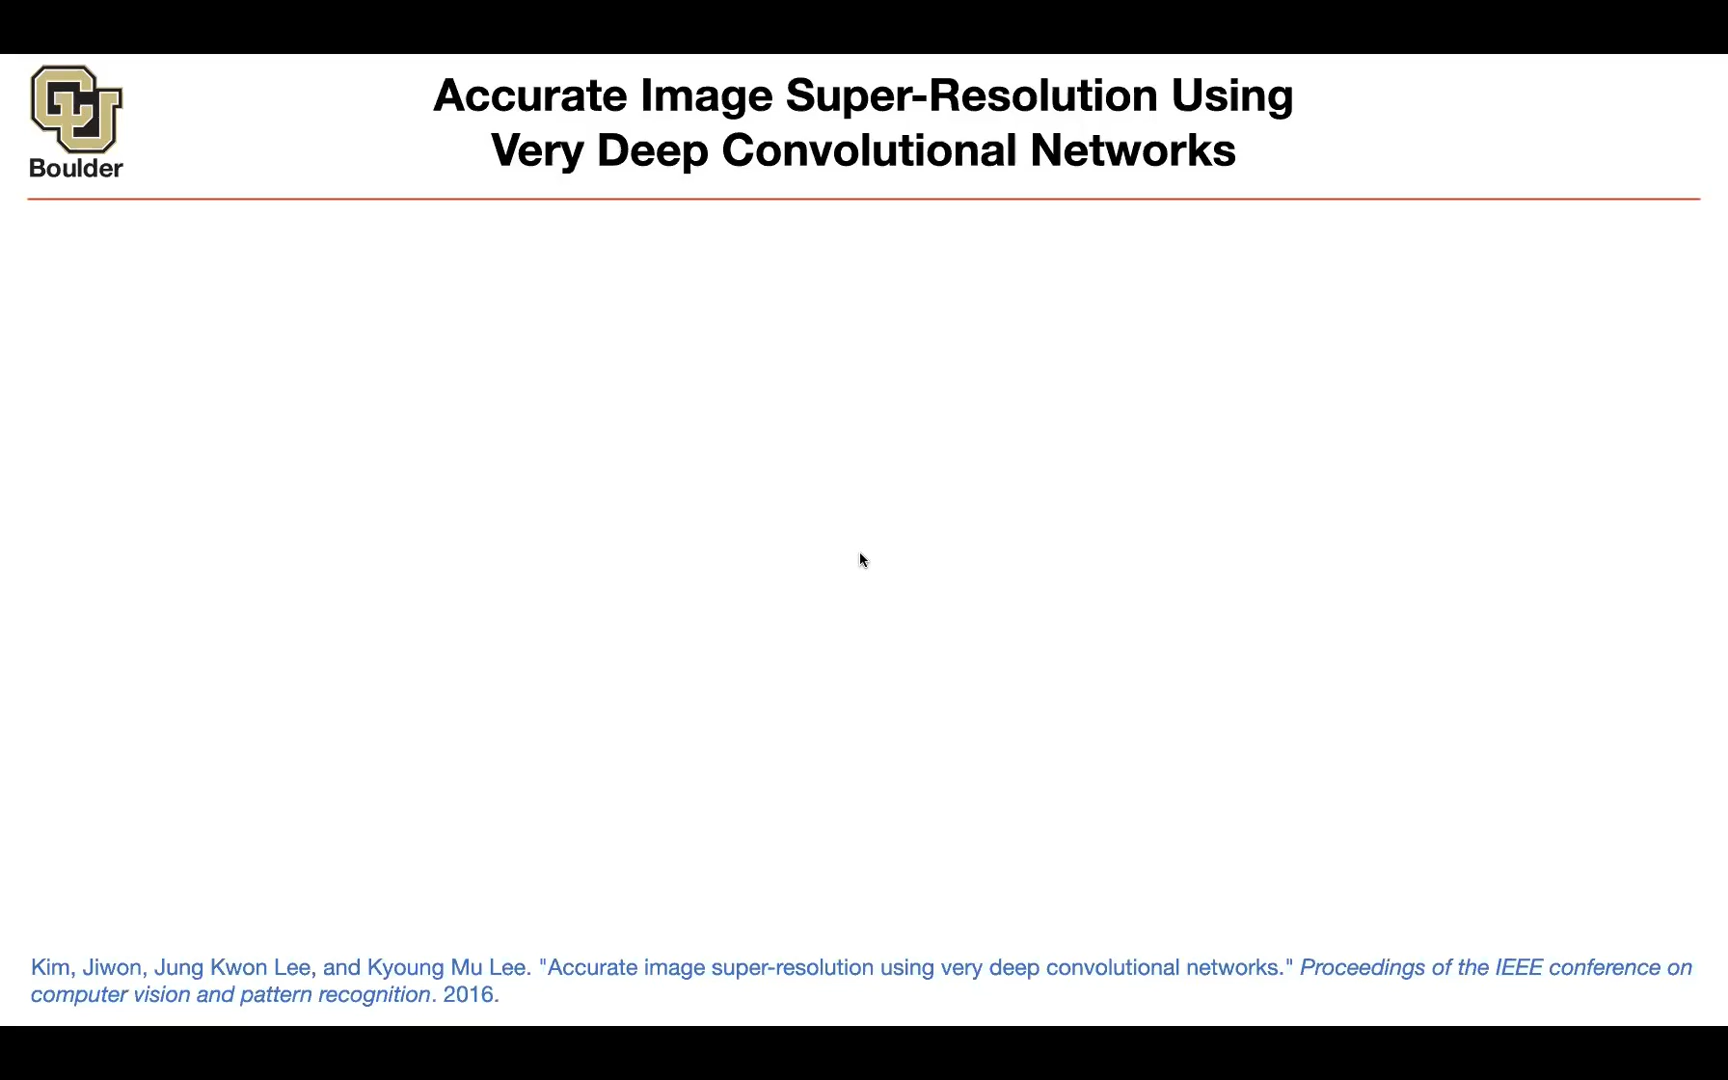 CU
Boulder
Accurate Image Super-Resolution Using
Very Deep Convolutional Networks
Kim, Jiwon, Jung Kwon Lee, and Kyoung Mu Lee. "Accurate image super-resolution using very deep convolutional networks." Proceedings of the IEEE conference on
computer vision and pattern recognition. 2016.